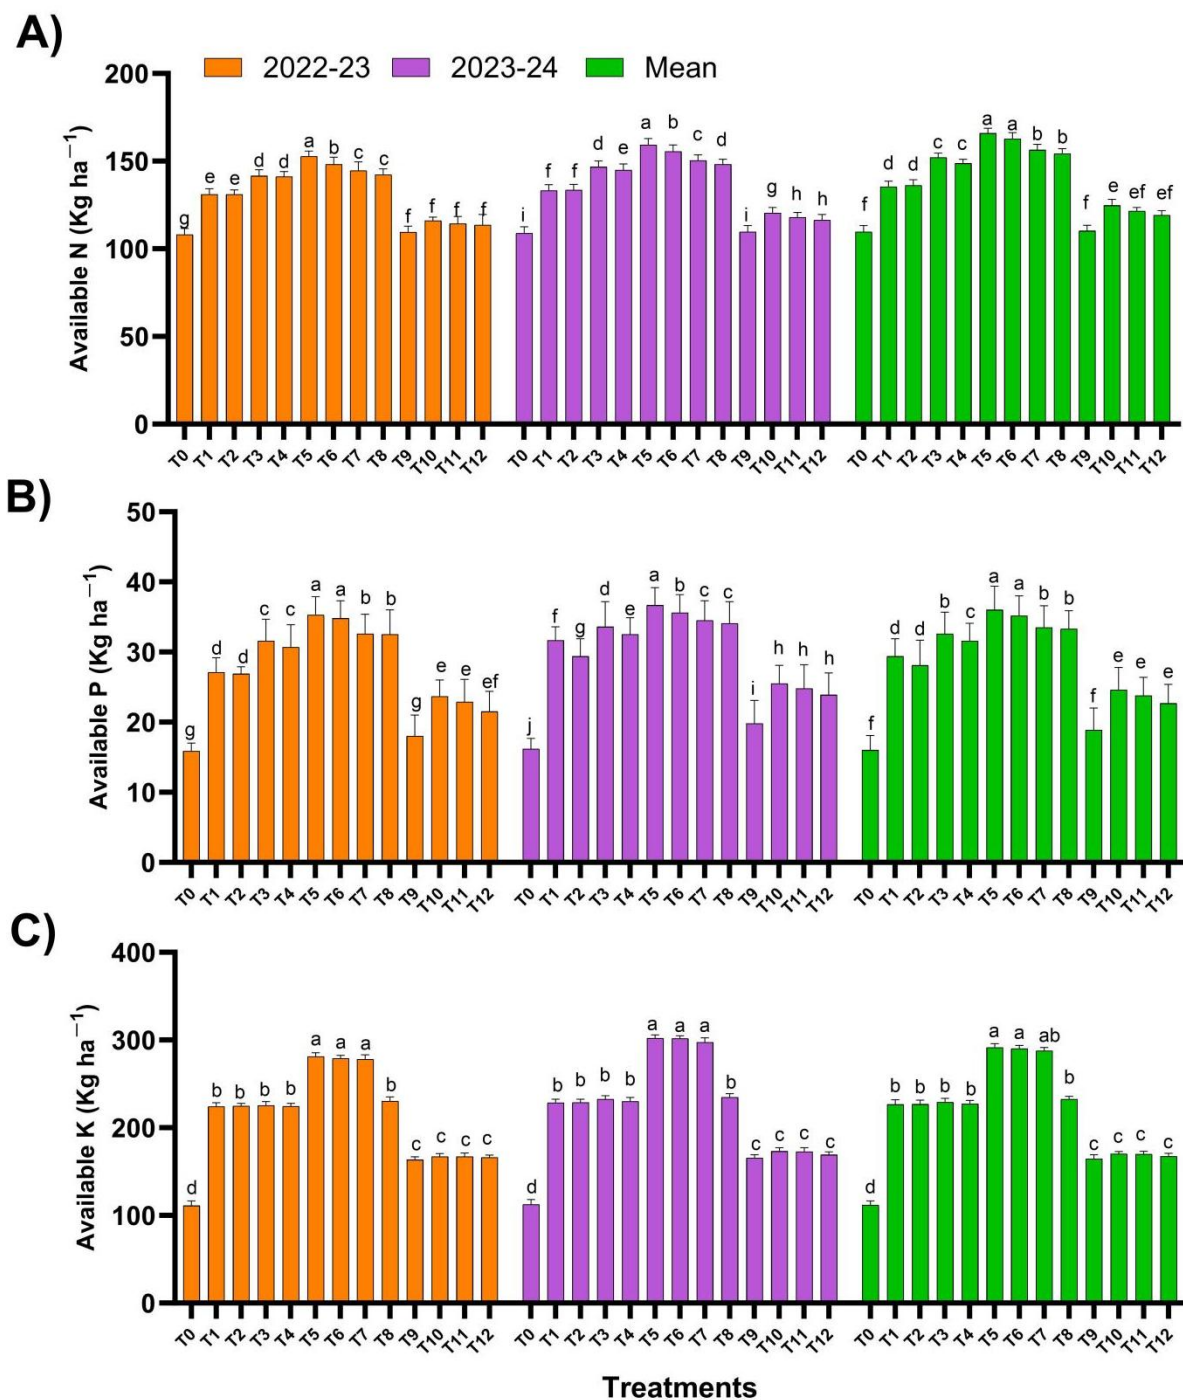 A)
2022-23 2023-24 Mean
Available N (Kg ha⁻¹)
200
150
100
50
0
g e e d d a b c c f f f f
i f f d e a b c d i g h h
f d d c c a a b b f e ef ef
T0 T1 T2 T3 T4 T5 T6 T7 T8 T9 T10 T11 T12
T0 T1 T2 T3 T4 T5 T6 T7 T8 T9 T10 T11 T12
T0 T1 T2 T3 T4 T5 T6 T7 T8 T9 T10 T11 T12
B)
Available P (Kg ha⁻¹)
50
40
30
20
10
0
g d d c c a a b b g e e ef
j f g d e a b c c i h h h
f d d b c a a b b f e e e
T0 T1 T2 T3 T4 T5 T6 T7 T8 T9 T10 T11 T12
T0 T1 T2 T3 T4 T5 T6 T7 T8 T9 T10 T11 T12
T0 T1 T2 T3 T4 T5 T6 T7 T8 T9 T10 T11 T12
C)
Available K (Kg ha⁻¹)
400
300
200
100
0
d b b b b a a a b c c c c
d b b b b a a a b c c c c
d b b b b a a ab b c c c c
T0 T1 T2 T3 T4 T5 T6 T7 T8 T9 T10 T11 T12
T0 T1 T2 T3 T4 T5 T6 T7 T8 T9 T10 T11 T12
T0 T1 T2 T3 T4 T5 T6 T7 T8 T9 T10 T11 T12
Treatments